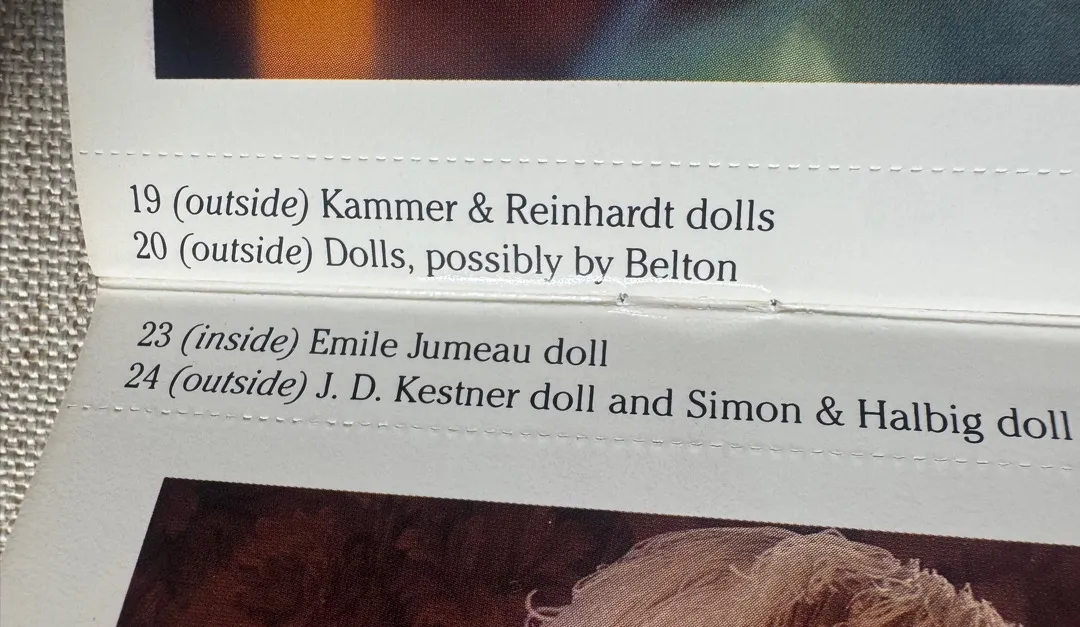 19 (outside) Kammer & Reinhardt dolls
20 (outside) Dolls, possibly by Belton
23 (inside) Emile Jumeau doll
24 (outside) J. D. Kestner doll and Simon & Halbig doll